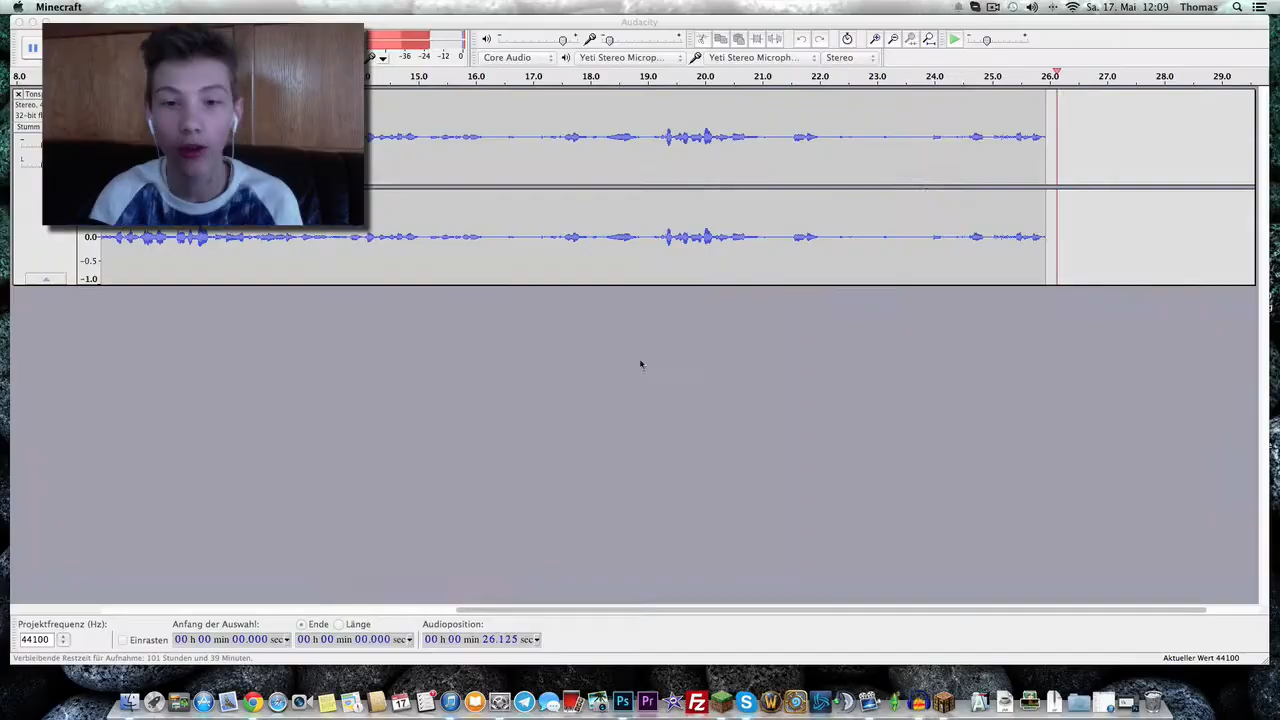 Minecraft
Sa. 17. Mai 12:09 Thomas
Audacity
-36 -24 -12 0
Core Audio
Yeti Stereo Microp...
Yeti Stereo Microph...
Stereo
8.0 15.0 16.0 17.0 18.0 19.0 20.0 21.0 22.0 23.0 24.0 25.0 26.0 27.0 28.0 29.0
Tons
Stereo, 4
32-bit fl
Stumm
L
0.0
-0.5
-1.0
Projektfrequenz (Hz):
Anfang der Auswahl:
Ende
Länge
Audioposition:
44100
Einrasten
00 h 00 min 00.000 sec
00 h 00 min 00.000 sec
00 h 00 min 26.125 sec
Verbleibende Restzeit für Aufnahme: 101 Stunden und 39 Minuten.
Aktueller Wert 44100
17
Ps
Pr
Fz
S
W